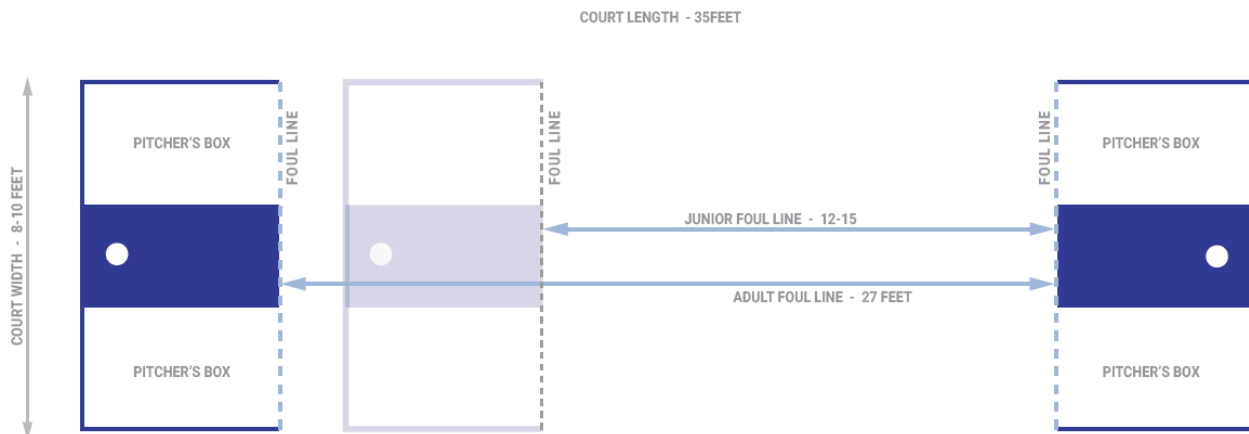 COURT LENGTH - 35FEET
PITCHER'S BOX
FOUL LINE
FOUL LINE
FOUL LINE
PITCHER'S BOX
COURT WIDTH - 8-10 FEET
JUNIOR FOUL LINE - 12-15
ADULT FOUL LINE - 27 FEET
PITCHER'S BOX
PITCHER'S BOX